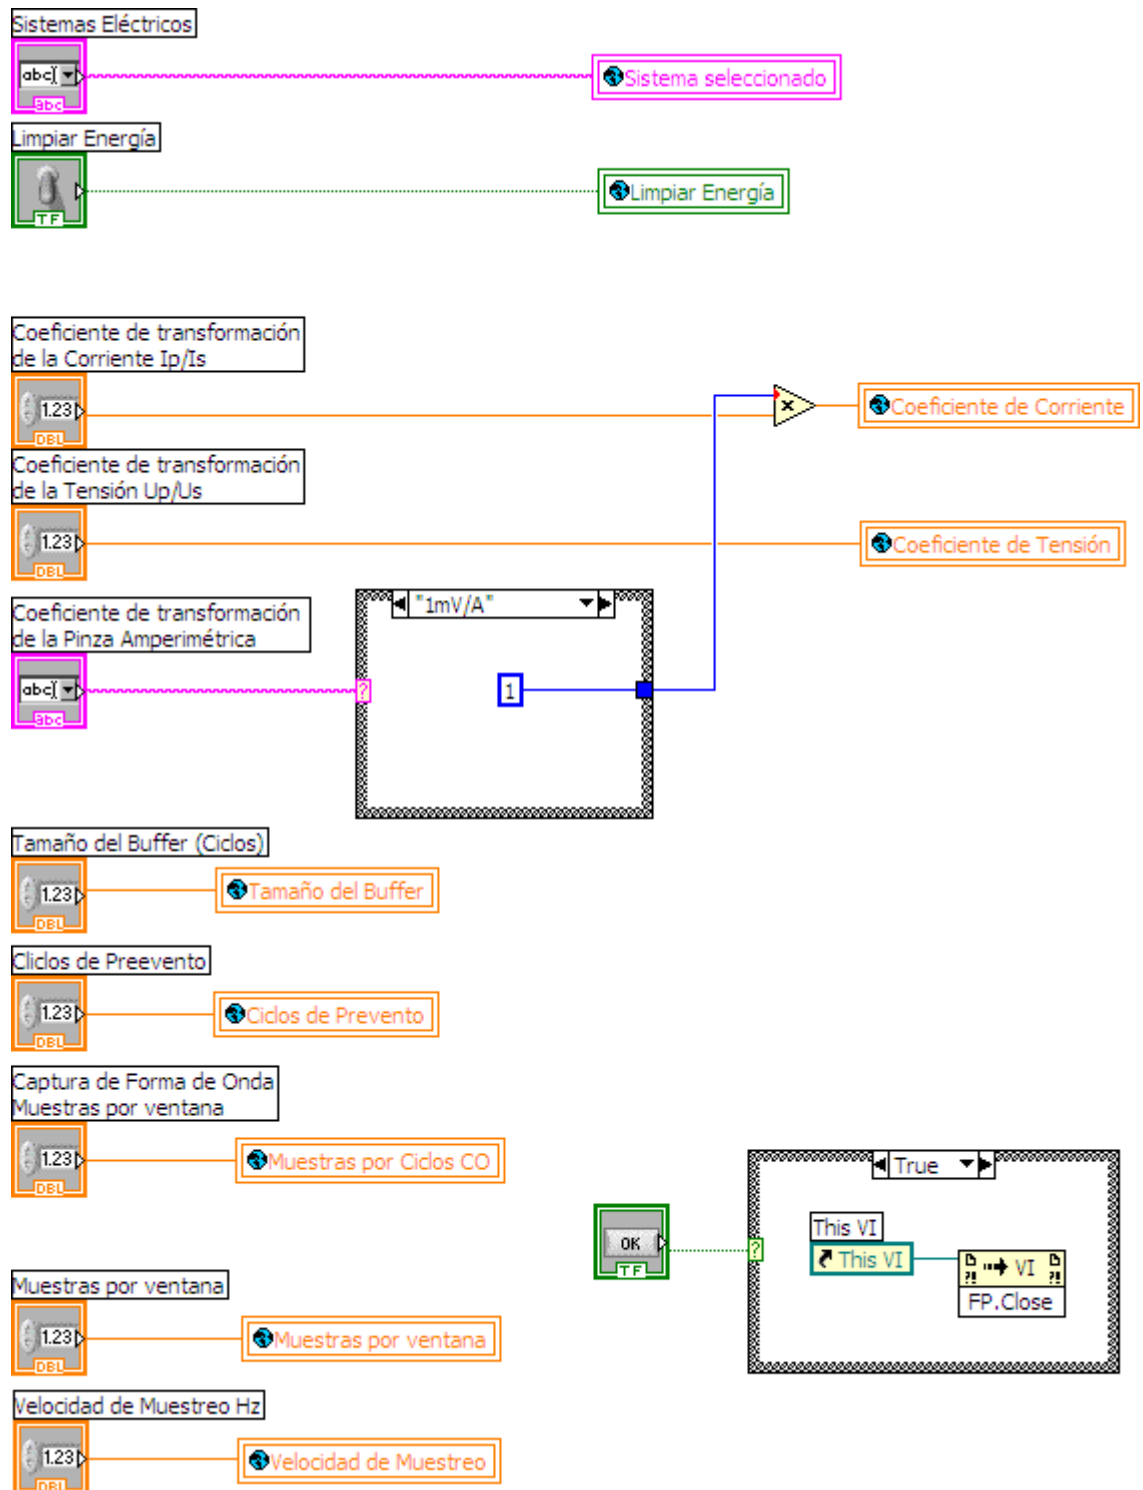 Sistemas Eléctricos
abc
abc
Sistema seleccionado
Limpiar Energía
TF
Limpiar Energía
Coeficiente de transformación
de la Corriente Ip/Is
1.23
DBL
x
Coeficiente de Corriente
Coeficiente de transformación
de la Tensión Up/Us
1.23
DBL
Coeficiente de Tensión
Coeficiente de transformación
de la Pinza Amperimétrica
abc
abc
"1mV/A"
?
1
Tamaño del Buffer (Ciclos)
1.23
DBL
Tamaño del Buffer
Cliclos de Preevento
1.23
DBL
Ciclos de Prevento
Captura de Forma de Onda
Muestras por ventana
1.23
DBL
Muestras por Ciclos CO
OK
TF
True
?
This VI
This VI
?! VI ?!
FP.Close
Muestras por ventana
1.23
DBL
Muestras por ventana
Velocidad de Muestreo Hz
1.23
DBL
Velocidad de Muestreo